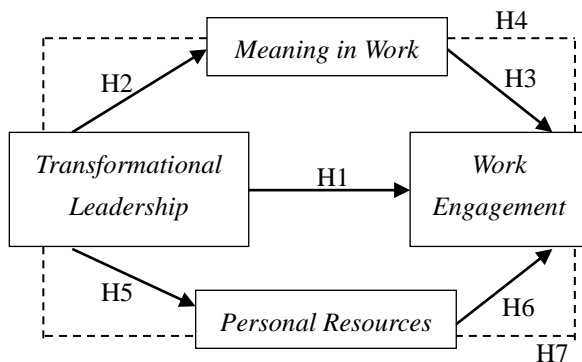 H4
Meaning in Work
H2
H3
Transformational
Leadership
H1
Work
Engagement
H5
H6
Personal Resources
H7